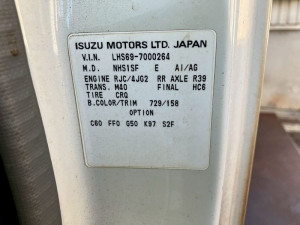 ISUZU MOTORS LTD. JAPAN
V.I.N. LHS69-7000264
M.D. NHS1SF E AI/AG
ENGINE RJC/4JG2 RR AXLE R39
TRANS. M40 FINAL HC6
TIRE CRQ
B.COLOR/TRIM 729/158
OPTION
C60 FF0 G50 K97 S2F